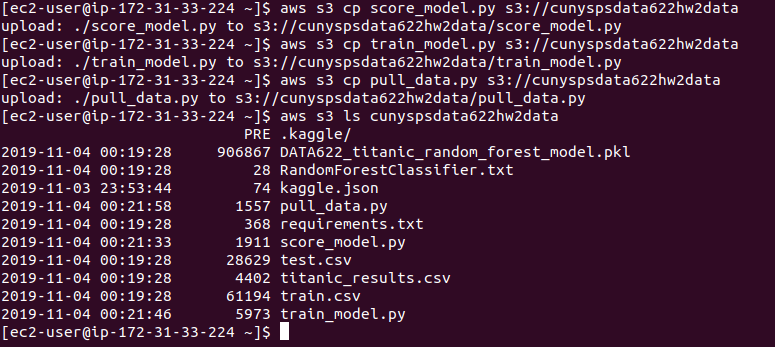 [ec2-user@ip-172-31-33-224 ~]$ aws s3 cp score_model.py s3://cunyspsdata622hw2data
upload: ./score_model.py to s3://cunyspsdata622hw2data/score_model.py
[ec2-user@ip-172-31-33-224 ~]$ aws s3 cp train_model.py s3://cunyspsdata622hw2data
upload: ./train_model.py to s3://cunyspsdata622hw2data/train_model.py
[ec2-user@ip-172-31-33-224 ~]$ aws s3 cp pull_data.py s3://cunyspsdata622hw2data
upload: ./pull_data.py to s3://cunyspsdata622hw2data/pull_data.py
[ec2-user@ip-172-31-33-224 ~]$ aws s3 ls cunyspsdata622hw2data
                           PRE .kaggle/
2019-11-04 00:19:28     906867 DATA622_titanic_random_forest_model.pkl
2019-11-04 00:19:28         28 RandomForestClassifier.txt
2019-11-03 23:53:44         74 kaggle.json
2019-11-04 00:21:58       1557 pull_data.py
2019-11-04 00:19:28        368 requirements.txt
2019-11-04 00:21:33       1911 score_model.py
2019-11-04 00:19:28      28629 test.csv
2019-11-04 00:19:28       4402 titanic_results.csv
2019-11-04 00:19:28      61194 train.csv
2019-11-04 00:21:46       5973 train_model.py
[ec2-user@ip-172-31-33-224 ~]$